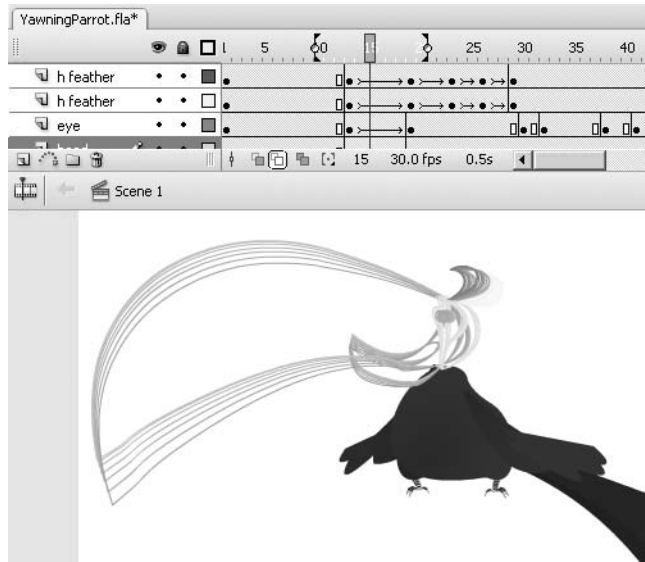 YawningParrot.fla*
1 5 10 15 20 25 30 35 40
h feather
h feather
eye
head
15 30.0 fps 0.5s
Scene 1